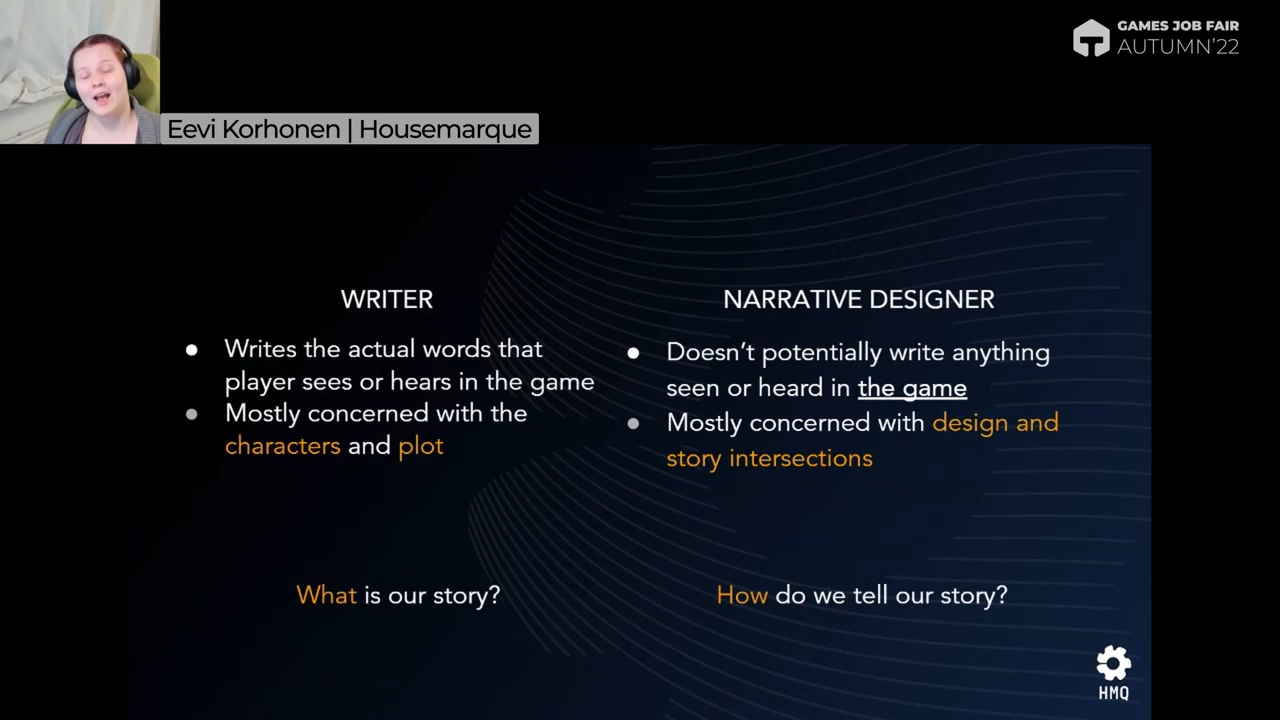 GAMES JOB FAIR
AUTUMN'22
Eevi Korhonen | Housemarque
WRITER
● Writes the actual words that
player sees or hears in the game
● Mostly concerned with the
characters and plot
What is our story?
NARRATIVE DESIGNER
● Doesn't potentially write anything
seen or heard in the game
● Mostly concerned with design and
story intersections
How do we tell our story?
HMQ